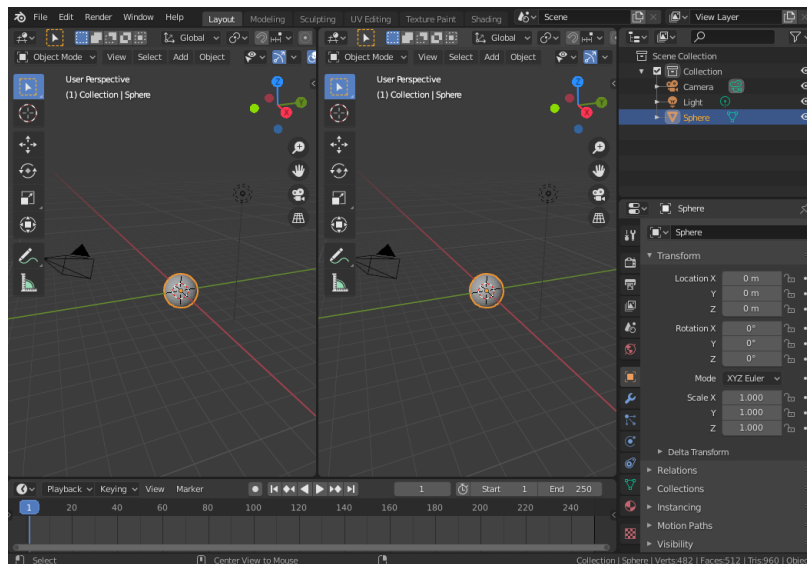 File Edit Render Window Help Layout Modeling Sculpting UV Editing Texture Paint Shading Scene View Layer
Global Global
Object Mode View Select Add Object Object Mode View Select Add Object
User Perspective
(1) Collection | Sphere
Z
Y
X
User Perspective
(1) Collection | Sphere
Z
Y
X
Scene Collection
Collection
Camera
Light
Sphere
Sphere
Sphere
Transform
Location X 0 m
Y 0 m
Z 0 m
Rotation X 0°
Y 0°
Z 0°
Mode XYZ Euler
Scale X 1.000
Y 1.000
Z 1.000
Delta Transform
Relations
Collections
Instancing
Motion Paths
Visibility
Playback Keying View Marker 1 Start 1 End 250
1 20 40 60 80 100 120 140 160 180 200 220 240
Select Center View to Mouse Collection | Sphere | Verts:482 | Faces:512 | Tris:960 | Objec